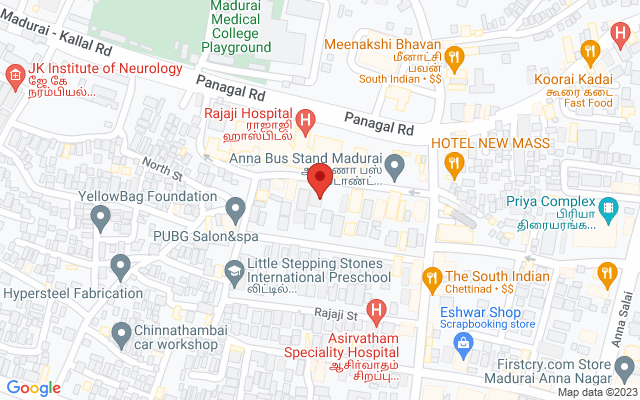 Madurai
Medical
College
Playground
Madurai - Kallal Rd
Panagal Rd
Panagal Rd
Meenakshi Bhavan
மீனாட்சி
பவன்
South Indian • $$
Koorai Kadai
கூரை கடை
Fast Food
JK Institute of Neurology
ஜே கே
நரம்பியல்...
Rajaji Hospital
ராஜாஜி
ஹாஸ்பிடல்
HOTEL NEW MASS
Anna Bus Stand Madurai
North St
YellowBag Foundation
Priya Complex
பிரியா
திரையரங்க...
PUBG Salon&spa
Little Stepping Stones
International Preschool
லிட்டில்...
The South Indian
Chettinad • $$
Hypersteel Fabrication
Rajaji St
Eshwar Shop
Scrapbooking store
Anna Salai
Chinnathambai
car workshop
Asirvatham
Speciality Hospital
ஆசிர்வாதம்
சிறப்பு...
Firstcry.com Store
Madurai Anna Nagar
Google
Map data ©2023